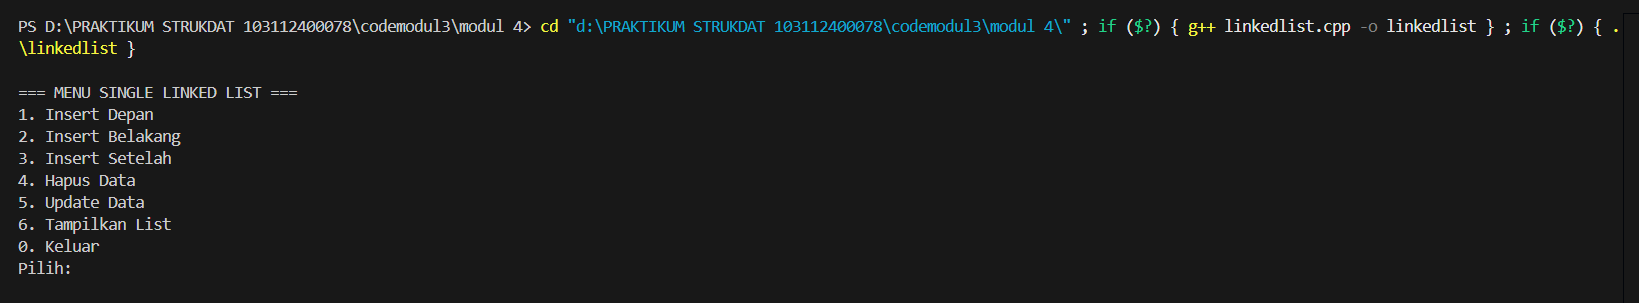 PS D:\PRAKTIKUM STRUKDAT 103112400078\codemodul3\modul 4> cd "d:\PRAKTIKUM STRUKDAT 103112400078\codemodul3\modul 4\" ; if ($?) { g++ linkedlist.cpp -o linkedlist } ; if ($?) { .
\linkedlist }
=== MENU SINGLE LINKED LIST ===
1. Insert Depan
2. Insert Belakang
3. Insert Setelah
4. Hapus Data
5. Update Data
6. Tampilkan List
0. Keluar
Pilih: